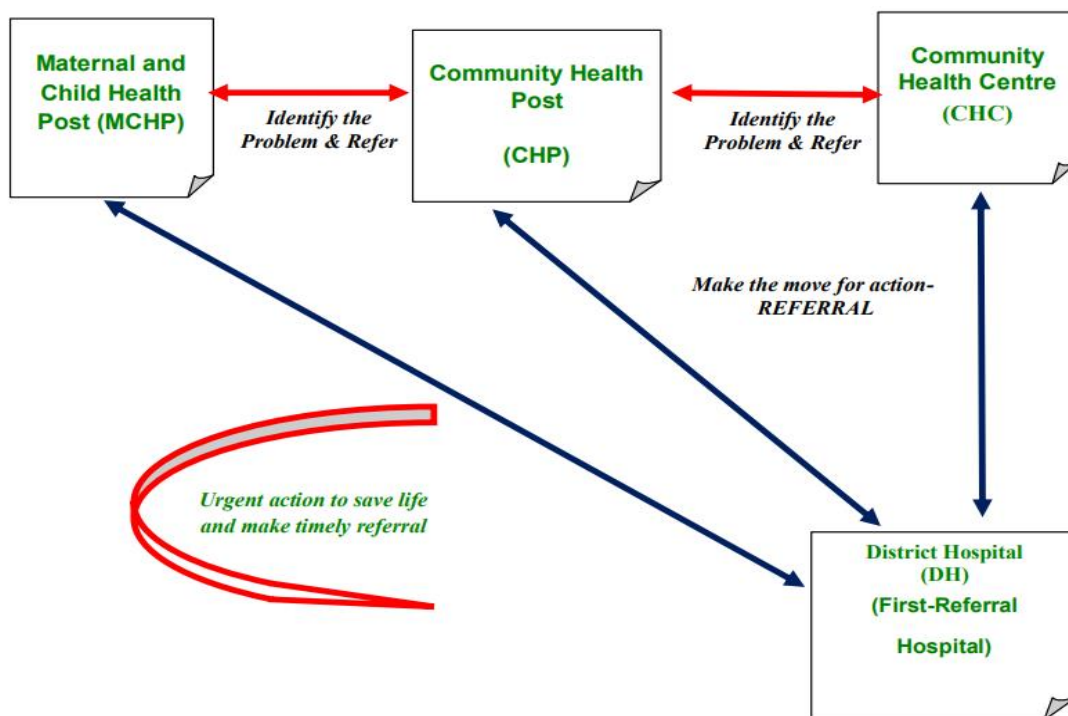 Maternal and
Child Health
Post (MCHP)
Identify the
Problem & Refer
Community Health
Post
(CHP)
Identify the
Problem & Refer
Community
Health Centre
(CHC)
Make the move for action-
REFERRAL
Urgent action to save life
and make timely referral
District Hospital
(DH)
(First-Referral
Hospital)